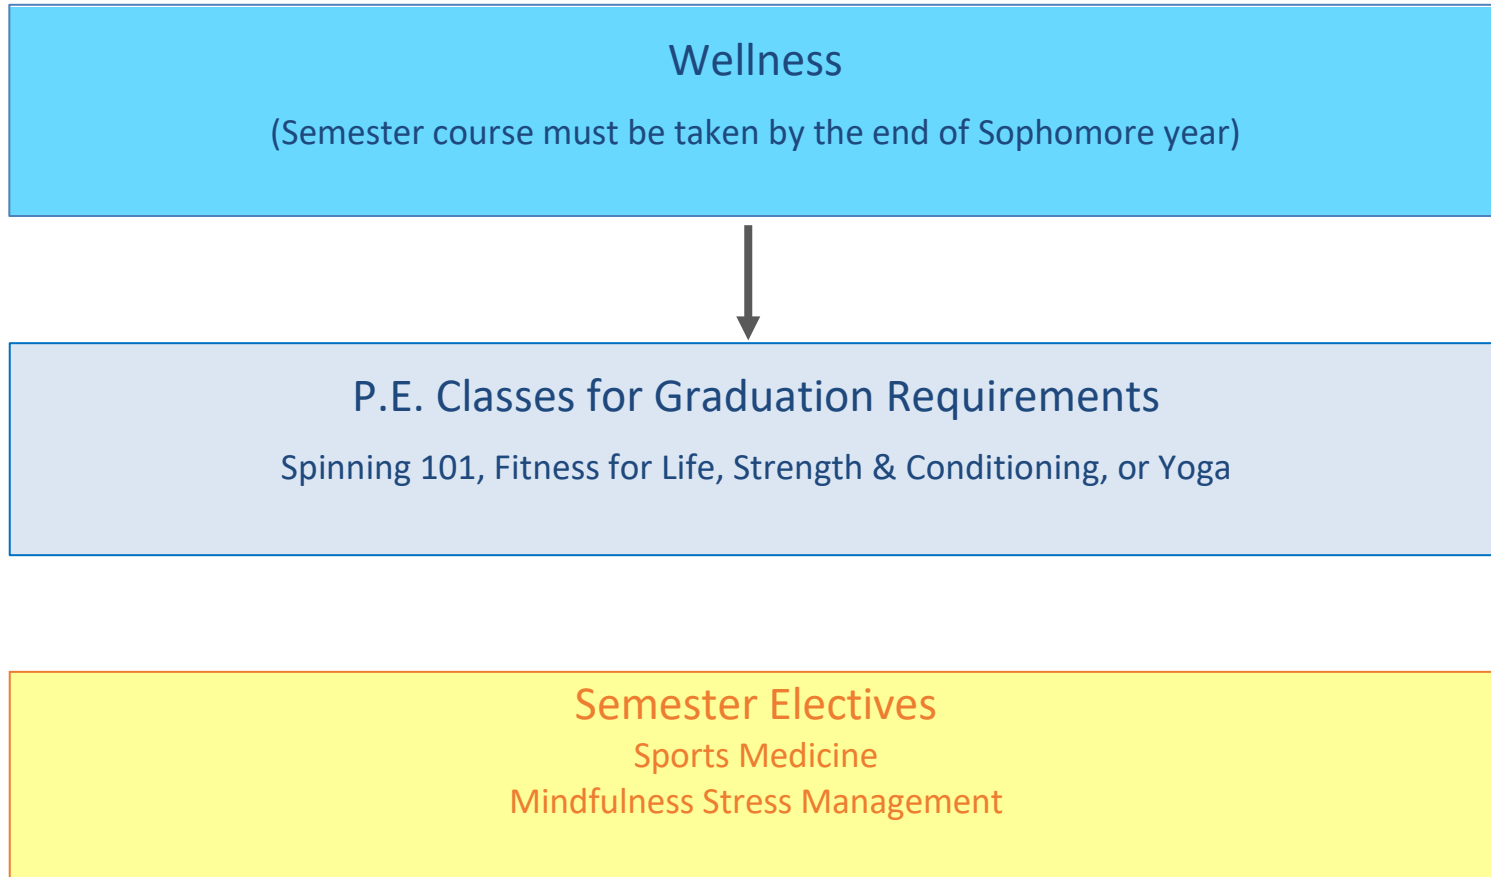 Wellness
(Semester course must be taken by the end of Sophomore year)
P.E. Classes for Graduation Requirements
Spinning 101, Fitness for Life, Strength & Conditioning, or Yoga
Semester Electives
Sports Medicine
Mindfulness Stress Management